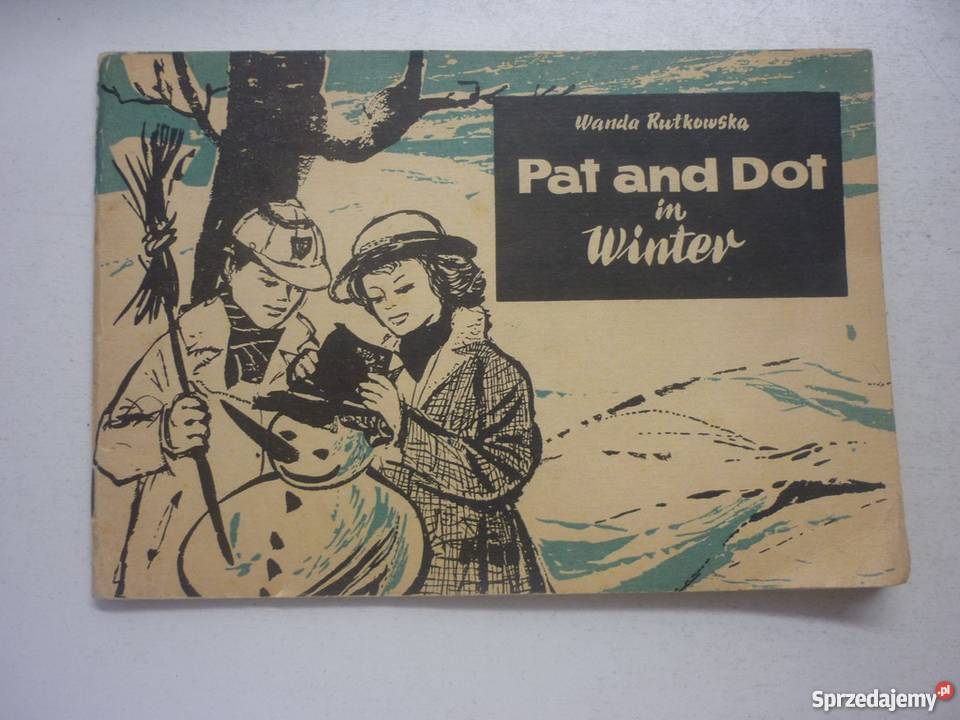 Wanda Rutkowska
Pat and Dot
in
Winter
Sprzedajemy.pl